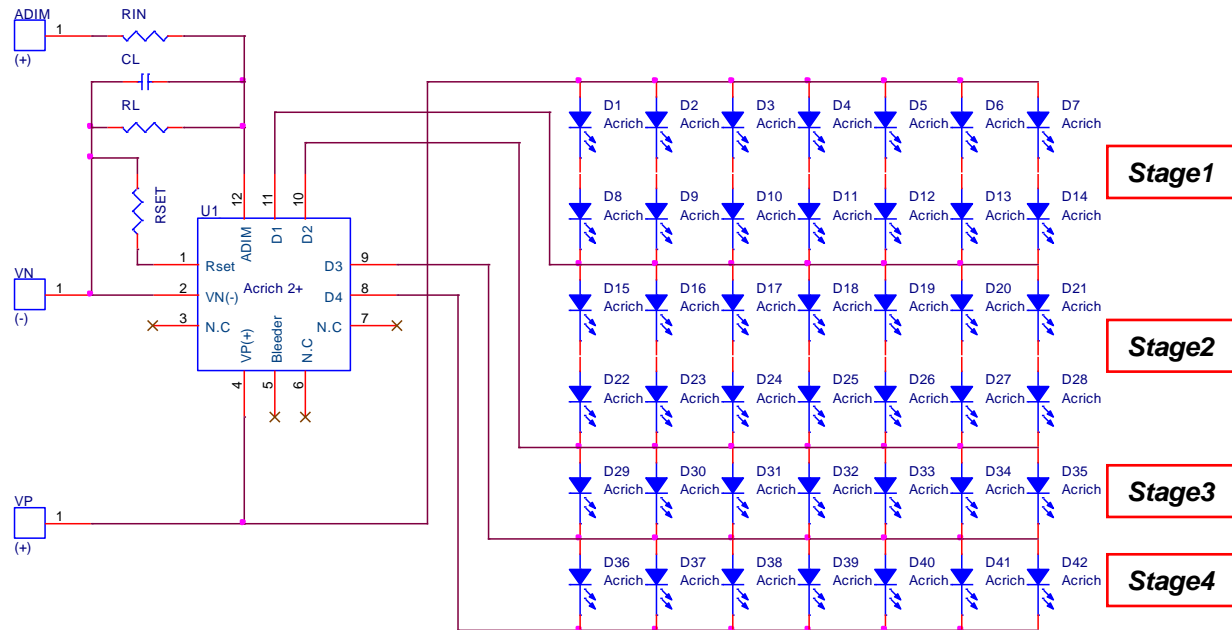 ADIM
1
(+)
RIN
CL
RL
RSET
U1
12
11
10
ADIM
D1
D2
1
Rset
2
VN(-)
3
N.C
Acrich 2+
D3
9
D4
8
N.C
7
VP(+)
Bleeder
N.C
4
5
6
VN
1
(-)
VP
1
(+)
D1
Acrich
D2
Acrich
D3
Acrich
D4
Acrich
D5
Acrich
D6
Acrich
D7
Acrich
Stage1
D8
Acrich
D9
Acrich
D10
Acrich
D11
Acrich
D12
Acrich
D13
Acrich
D14
Acrich
D15
Acrich
D16
Acrich
D17
Acrich
D18
Acrich
D19
Acrich
D20
Acrich
D21
Acrich
Stage2
D22
Acrich
D23
Acrich
D24
Acrich
D25
Acrich
D26
Acrich
D27
Acrich
D28
Acrich
D29
Acrich
D30
Acrich
D31
Acrich
D32
Acrich
D33
Acrich
D34
Acrich
D35
Acrich
Stage3
D36
Acrich
D37
Acrich
D38
Acrich
D39
Acrich
D40
Acrich
D41
Acrich
D42
Acrich
Stage4